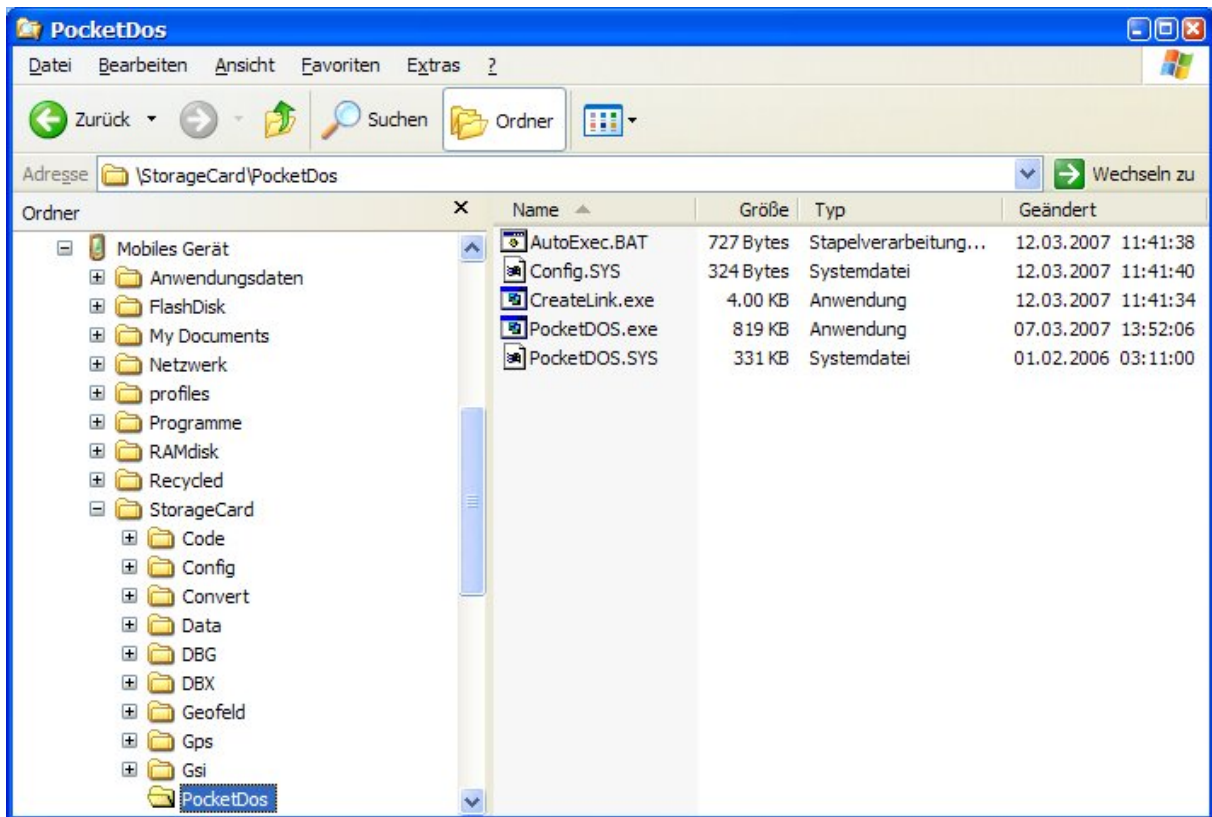 PocketDos
Datei Bearbeiten Ansicht Favoriten Extras ?
Zurück Suchen Ordner
Adresse \StorageCard\PocketDos Wechseln zu
Ordner x Name Größe Typ Geändert
Mobiles Gerät
Anwendungsdaten
FlashDisk
My Documents
Netzwerk
profiles
Programme
RAMdisk
Recycled
StorageCard
Code
Config
Convert
Data
DBG
DBX
Geofeld
Gps
Gsi
PocketDos
AutoExec.BAT 727 Bytes Stapelverarbeitung... 12.03.2007 11:41:38
Config.SYS 324 Bytes Systemdatei 12.03.2007 11:41:40
CreateLink.exe 4.00 KB Anwendung 12.03.2007 11:41:34
PocketDOS.exe 819 KB Anwendung 07.03.2007 13:52:06
PocketDOS.SYS 331 KB Systemdatei 01.02.2006 03:11:00